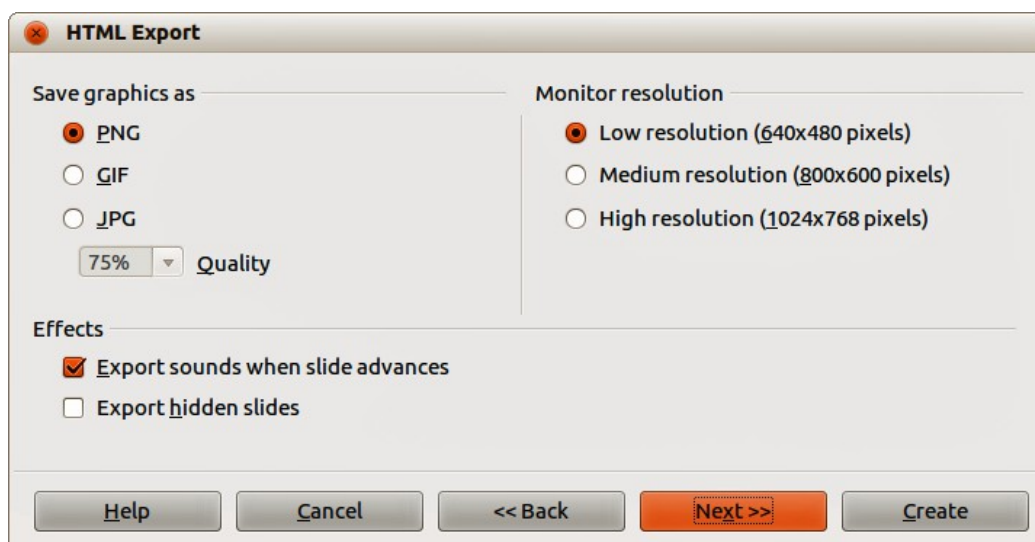 HTML Export
Save graphics as
PNG
GIF
JPG
75% Quality
Monitor resolution
Low resolution (640x480 pixels)
Medium resolution (800x600 pixels)
High resolution (1024x768 pixels)
Effects
Export sounds when slide advances
Export hidden slides
Help Cancel << Back Next >> Create